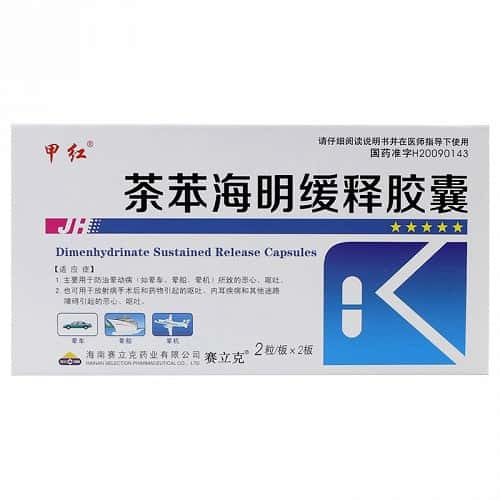 甲红®
请仔细阅读说明书并在医师指导下使用
国药准字H20090143
茶苯海明缓释胶囊
JH
Dimenhydrinate Sustained Release Capsules
【适 应 症】
1. 主要用于防治晕动病(如晕车、晕船、晕机)所致的恶心、呕吐。
2. 也可用于放射病手术后和药物引起的呕吐、内耳疾病和其他迷路
障碍引起的恶心、呕吐。
晕车 晕船 晕机
海南赛立克药业有限公司 赛立克® 2粒/板×2板
HAINAN SELECTION PHARMACEUTICAL CO., LTD